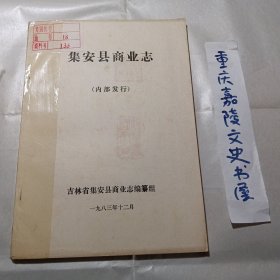 集安县商业志
(内部发行)
吉林省集安县商业志编纂组
一九八三年十二月
重庆嘉陵文史书屋